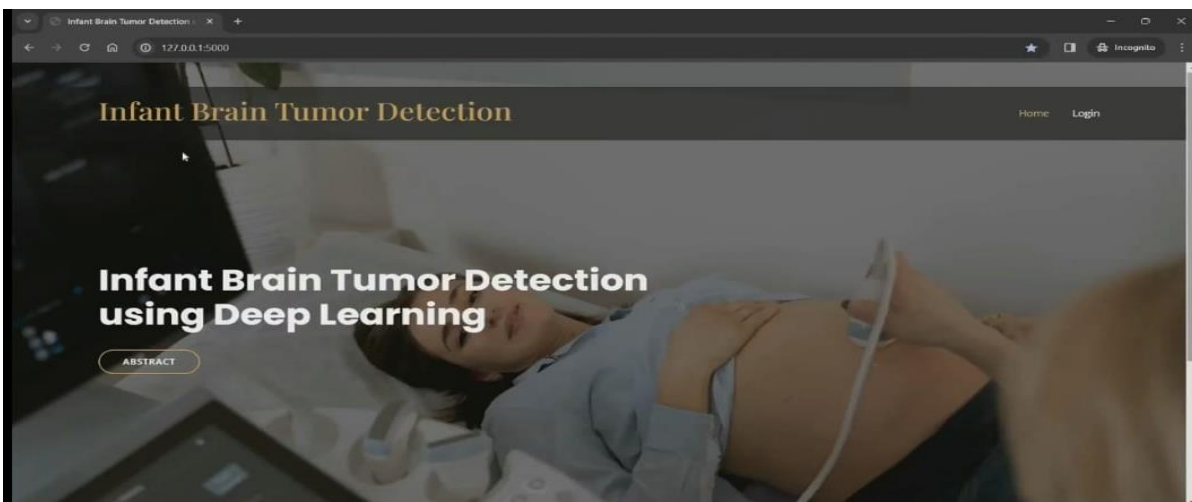 Infant Brain Tumor Detection
127.0.0.1:5000
Incognito
Infant Brain Tumor Detection
Home Login
Infant Brain Tumor Detection
using Deep Learning
ABSTRACT